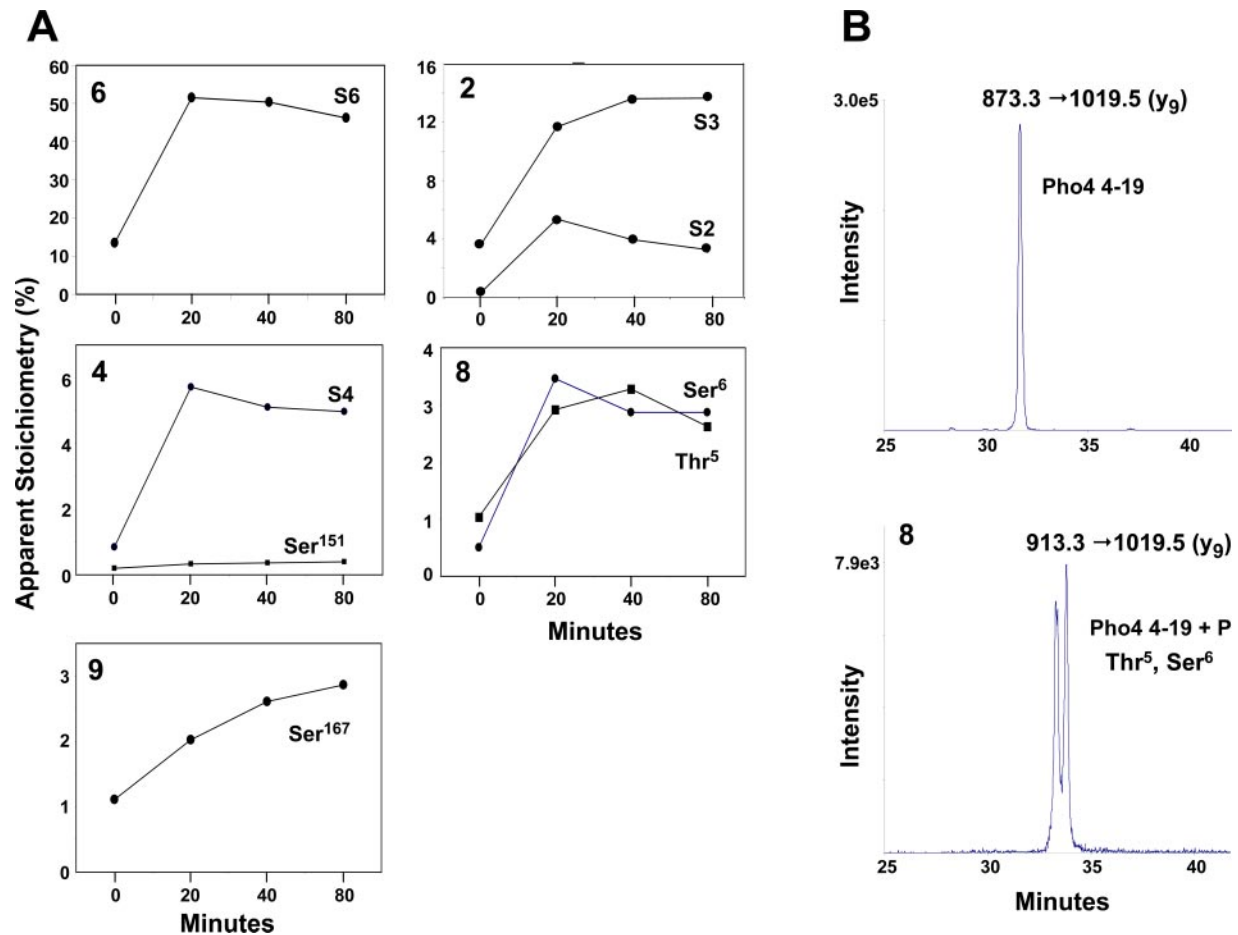 A
Apparent Stoichiometry (%)
6
60
50
40
30
20
10
0
S6
0 20 40 80
2
16
12
8
4
0
S3
S2
0 20 40 80
4
6
4
2
0
S4
Ser151
0 20 40 80
8
4
3
2
1
0
Ser6
Thr5
0 20 40 80
Minutes
9
3
2
1
0
Ser167
0 20 40 80
Minutes
B
873.3 →1019.5 (y9)
3.0e5
Pho4 4-19
Intensity
25 30 35 40
8
913.3 →1019.5 (y9)
7.9e3
Pho4 4-19 + P
Thr5, Ser6
Intensity
25 30 35 40
Minutes